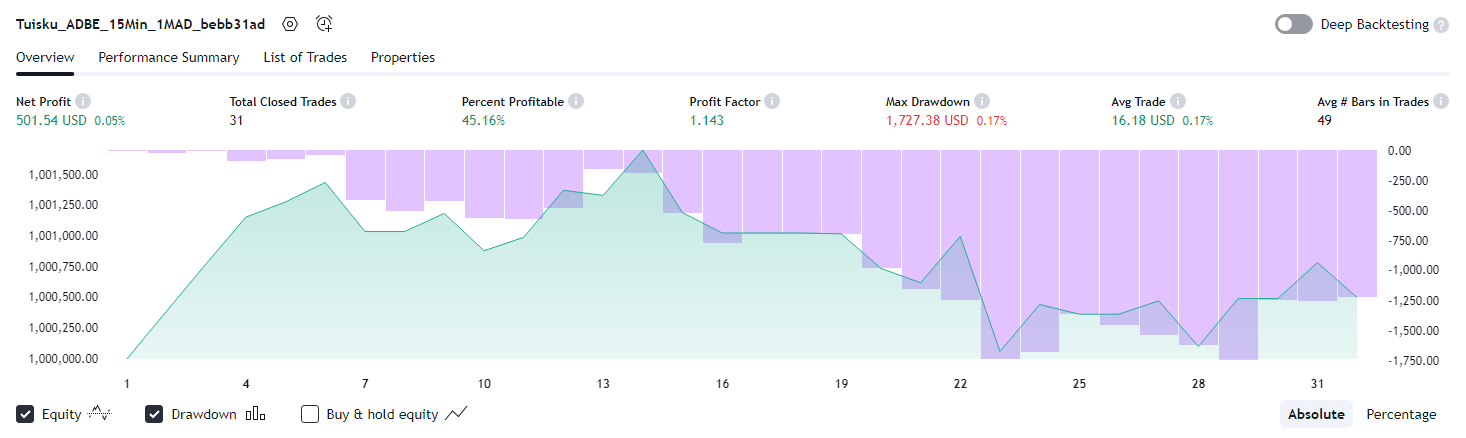 Tuisku_ADBE_15Min_1MAD_bebb31ad
Deep Backtesting ?
Overview Performance Summary List of Trades Properties
Net Profit Total Closed Trades Percent Profitable Profit Factor Max Drawdown Avg Trade Avg # Bars in Trades
501.54 USD 0.05% 31 45.16% 1.143 1,727.38 USD 0.17% 16.18 USD 0.17% 49
0.00
1,001,500.00 -250.00
1,001,250.00 -500.00
1,001,000.00 -750.00
1,000,750.00 -1,000.00
1,000,500.00 -1,250.00
1,000,250.00 -1,500.00
1,000,000.00 -1,750.00
1 4 7 10 13 16 19 22 25 28 31
Equity Drawdown Buy & hold equity Absolute Percentage